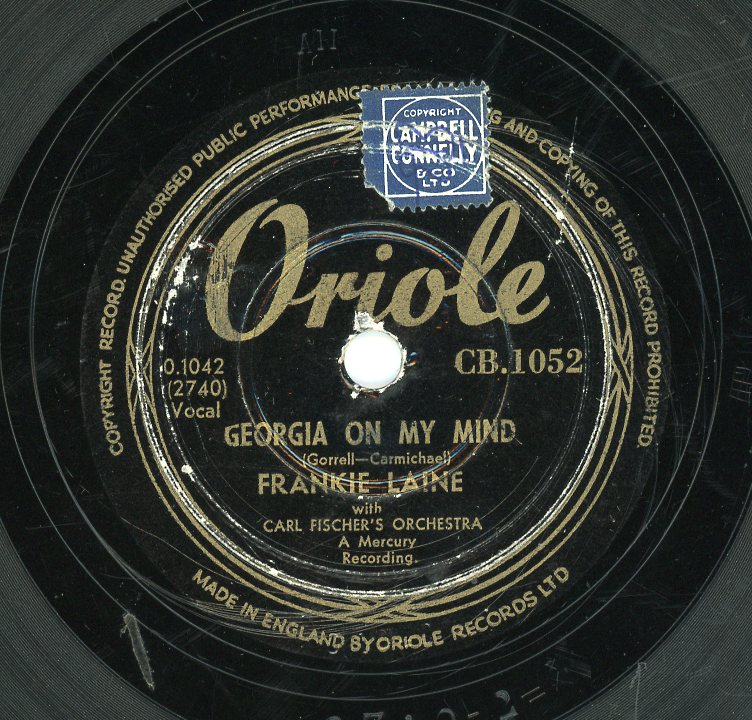 COPYRIGHT RECORD. UNAUTHORISED PUBLIC PERFORMANCE
AND COPYING OF THIS RECORD PROHIBITED.
COPYRIGHT
CAMPBELL
CONNELLY
& CO
LTD
Oriole
O.1042
(2740)
Vocal
CB.1052
GEORGIA ON MY MIND
(Gorrell—Carmichael)
FRANKIE LAINE
with
CARL FISCHER'S ORCHESTRA
A Mercury
Recording.
MADE IN ENGLAND BY ORIOLE RECORDS LTD